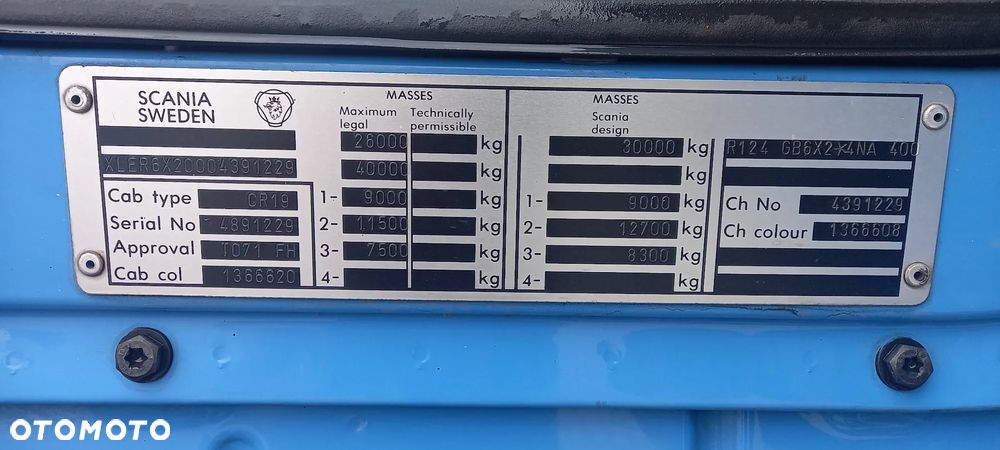 SCANIA
SWEDEN
XLER6X20004391229
Cab type CR19
Serial No 4891229
Approval T071 FH
Cab col 1366620
MASSES
Maximum legal Technically permissible
26000 kg
40000 kg
1- 9000 kg
2- 11500 kg
3- 7500 kg
4- kg
MASSES
Scania design
30000 kg
kg
1- 9000 kg
2- 12700 kg
3- 8300 kg
4- kg
R124 GB6X2*4NA 400
Ch No 4391229
Ch colour 1366608
OTOMOTO